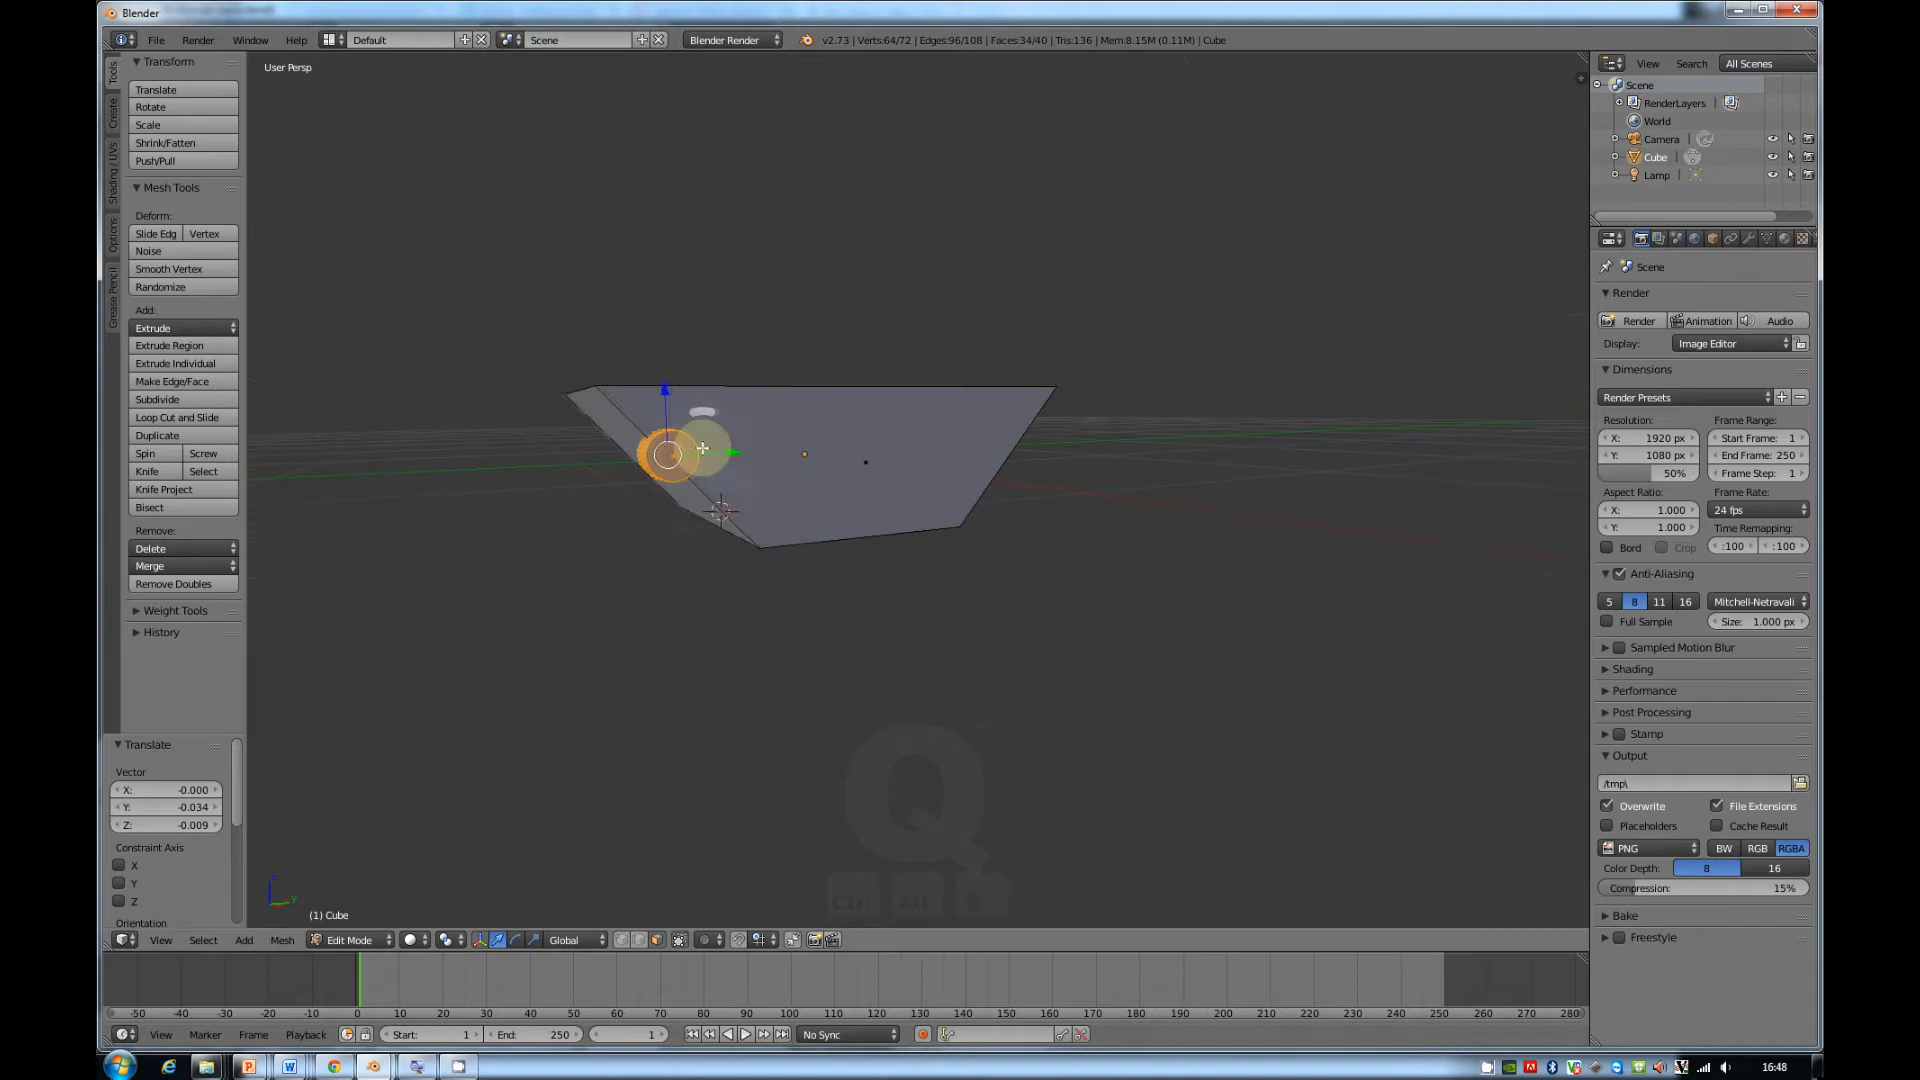 Blender
File Render Window Help Default Scene Blender Render v2.73 | Verts:64/72 | Edges:96/108 | Faces:34/40 | Tris:136 | Mem:8.15M (0.11M) | Cube
Tools
Create
Shading / UVs
Options
Grease Pencil
Transform
Translate
Rotate
Scale
Shrink/Fatten
Push/Pull
Mesh Tools
Deform:
Slide Edg Vertex
Noise
Smooth Vertex
Randomize
Add:
Extrude
Extrude Region
Extrude Individual
Make Edge/Face
Subdivide
Loop Cut and Slide
Duplicate
Spin Screw
Knife Select
Knife Project
Bisect
Remove:
Delete
Merge
Remove Doubles
Weight Tools
History
Translate
Vector
X: -0.000
Y: -0.034
Z: -0.009
Constraint Axis
X
Y
Z
Orientation
User Persp
Q
Ctrl Alt S
z
y
(1) Cube
View Select Add Mesh Edit Mode Global
-50 -40 -30 -20 -10 0 10 20 30 40 50 60 70 80 90 100 110 120 130 140 150 160 170 180 190 200 210 220 230 240 250 260 270 280
View Marker Frame Playback Start: 1 End: 250 1 No Sync
View Search All Scenes
Scene
RenderLayers |
World
Camera |
Cube |
Lamp |
Scene
Render
Render Animation Audio
Display: Image Editor
Dimensions
Render Presets
Resolution: Frame Range:
X: 1920 px Start Frame: 1
Y: 1080 px End Frame: 250
50% Frame Step: 1
Aspect Ratio: Frame Rate:
X: 1.000 24 fps
Y: 1.000 Time Remapping:
Bord Crop :100 :100
Anti-Aliasing
5 8 11 16 Mitchell-Netravali
Full Sample Size: 1.000 px
Sampled Motion Blur
Shading
Performance
Post Processing
Stamp
Output
/tmp\
Overwrite File Extensions
Placeholders Cache Result
PNG BW RGB RGBA
Color Depth: 8 16
Compression: 15%
Bake
Freestyle
16:48